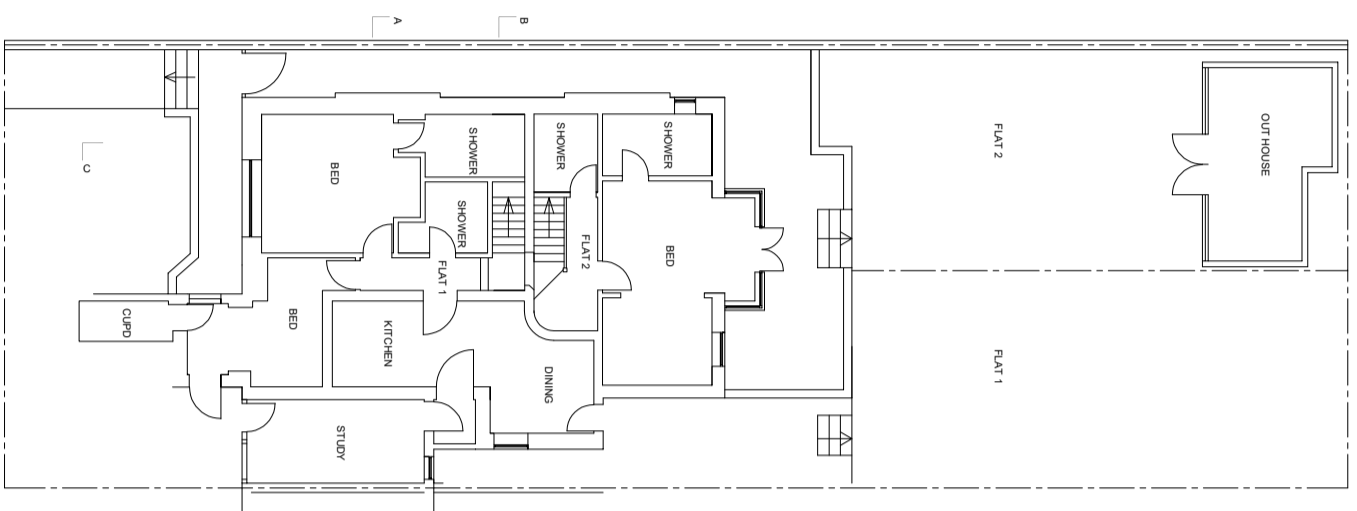 A
B
C
BED
SHOWER
SHOWER
SHOWER
SHOWER
FLAT 1
FLAT 2
BED
BED
CUPD
KITCHEN
DINING
STUDY
FLAT 2
FLAT 1
OUT HOUSE